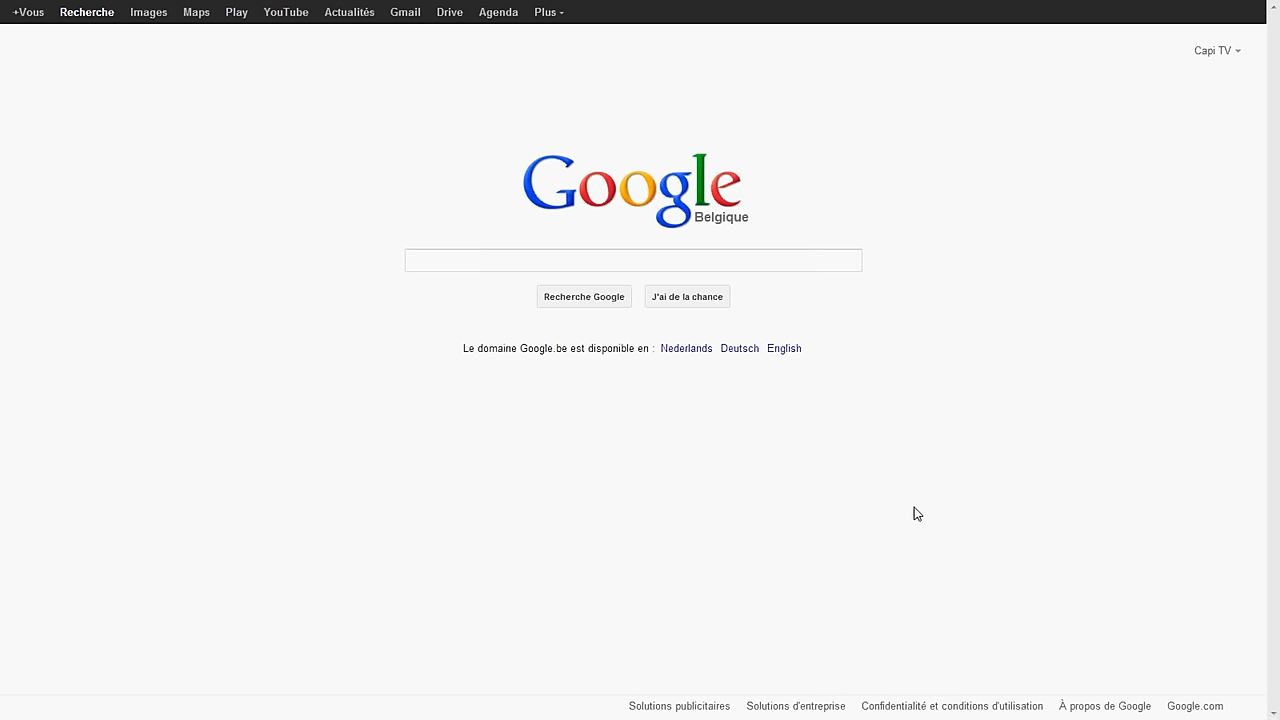 +Vous Recherche Images Maps Play YouTube Actualités Gmail Drive Agenda Plus
Capi TV
Google
Belgique
Recherche Google J'ai de la chance
Le domaine Google.be est disponible en : Nederlands Deutsch English
Solutions publicitaires Solutions d'entreprise Confidentialité et conditions d'utilisation À propos de Google Google.com